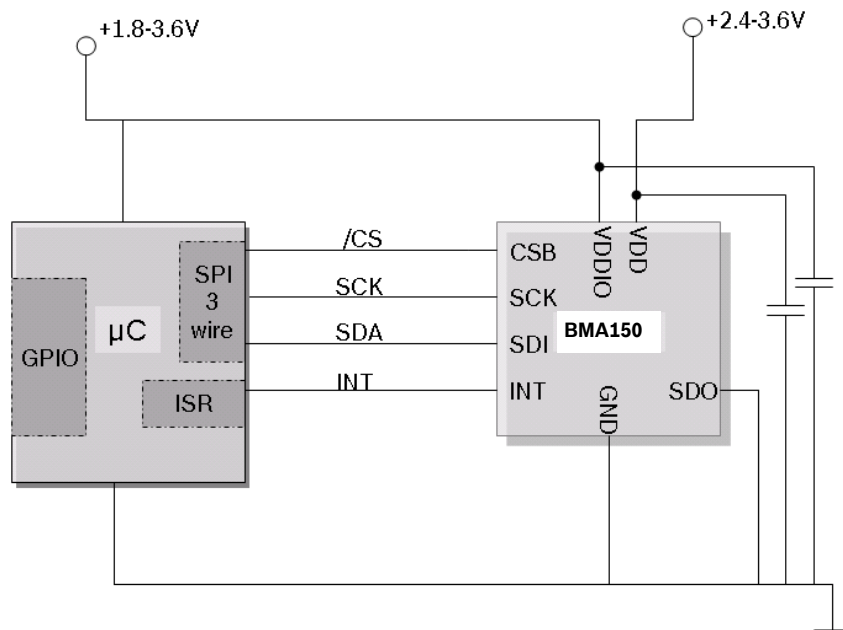 +1.8-3.6V
+2.4-3.6V
/CS
SCK
SDA
INT
SPI
3
wire
µC
GPIO
ISR
CSB
SCK
SDI
INT
VDDIO
VDD
BMA150
GND
SDO